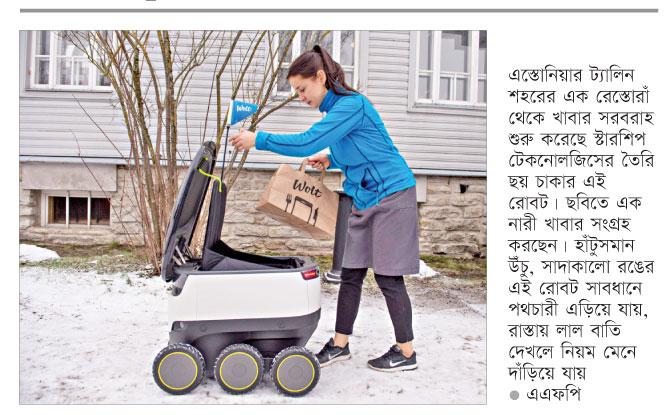 Wolt
Wolt
এস্তোনিয়ার ট্যালিন
শহরের এক রেস্তোরাঁ
থেকে খাবার সরবরাহ
শুরু করেছে স্টারশিপ
টেকনোলজিসের তৈরি
ছয় চাকার এই
রোবট। ছবিতে এক
নারী খাবার সংগ্রহ
করছেন। হাঁটুসমান
উঁচু, সাদাকালো রঙের
এই রোবট সাবধানে
পথচারী এড়িয়ে যায়,
রাস্তায় লাল বাতি
দেখলে নিয়ম মেনে
দাঁড়িয়ে যায়
● এএফপি